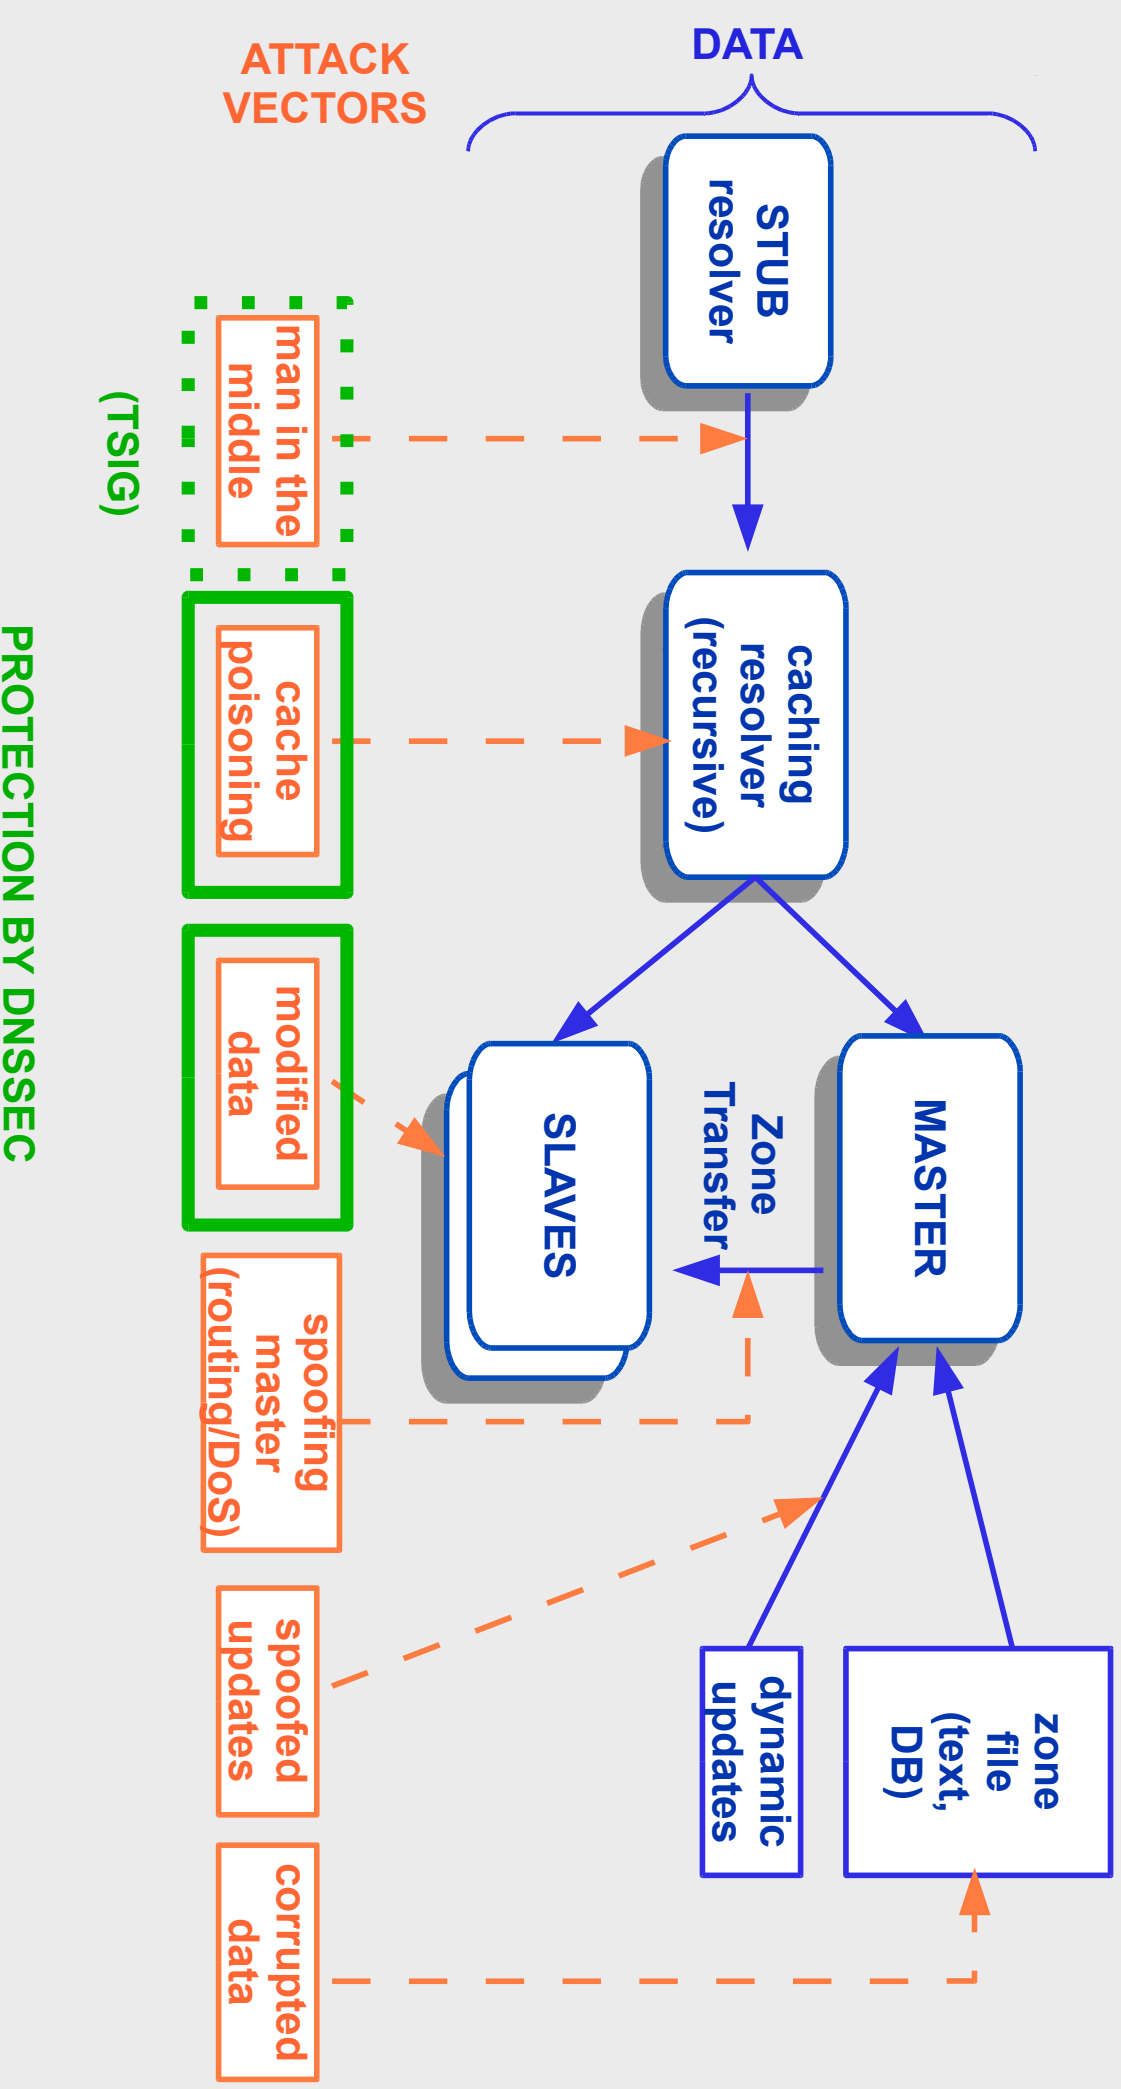 ATTACK
VECTORS
DATA
STUB
resolver
caching
resolver
(recursive)
MASTER
SLAVES
Zone
Transfer
zone
file
(text,
DB)
dynamic
updates
man in the
middle
(TSIG)
cache
poisoning
modified
data
spoofing
master
(routing/DoS)
spoofed
updates
corrupted
data
PROTECTION BY DNSSEC